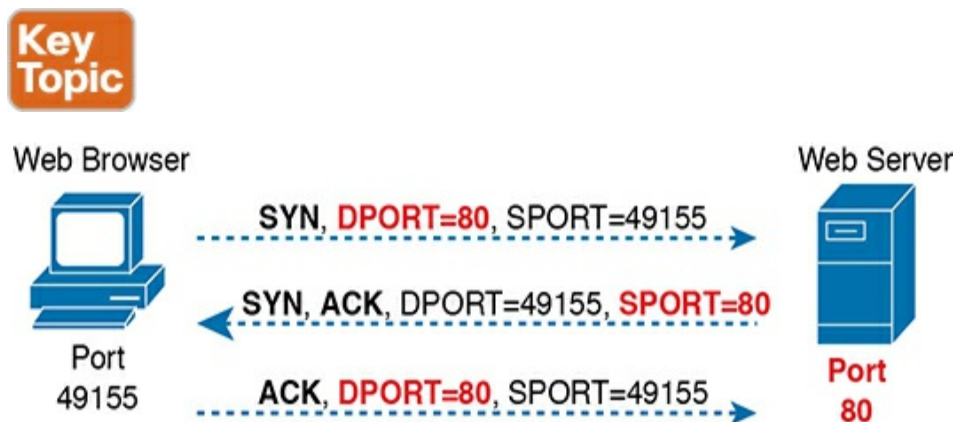 Key
Topic
Web Browser
Web Server
SYN, DPORT=80, SPORT=49155
SYN, ACK, DPORT=49155, SPORT=80
Port
49155
ACK, DPORT=80, SPORT=49155
Port
80